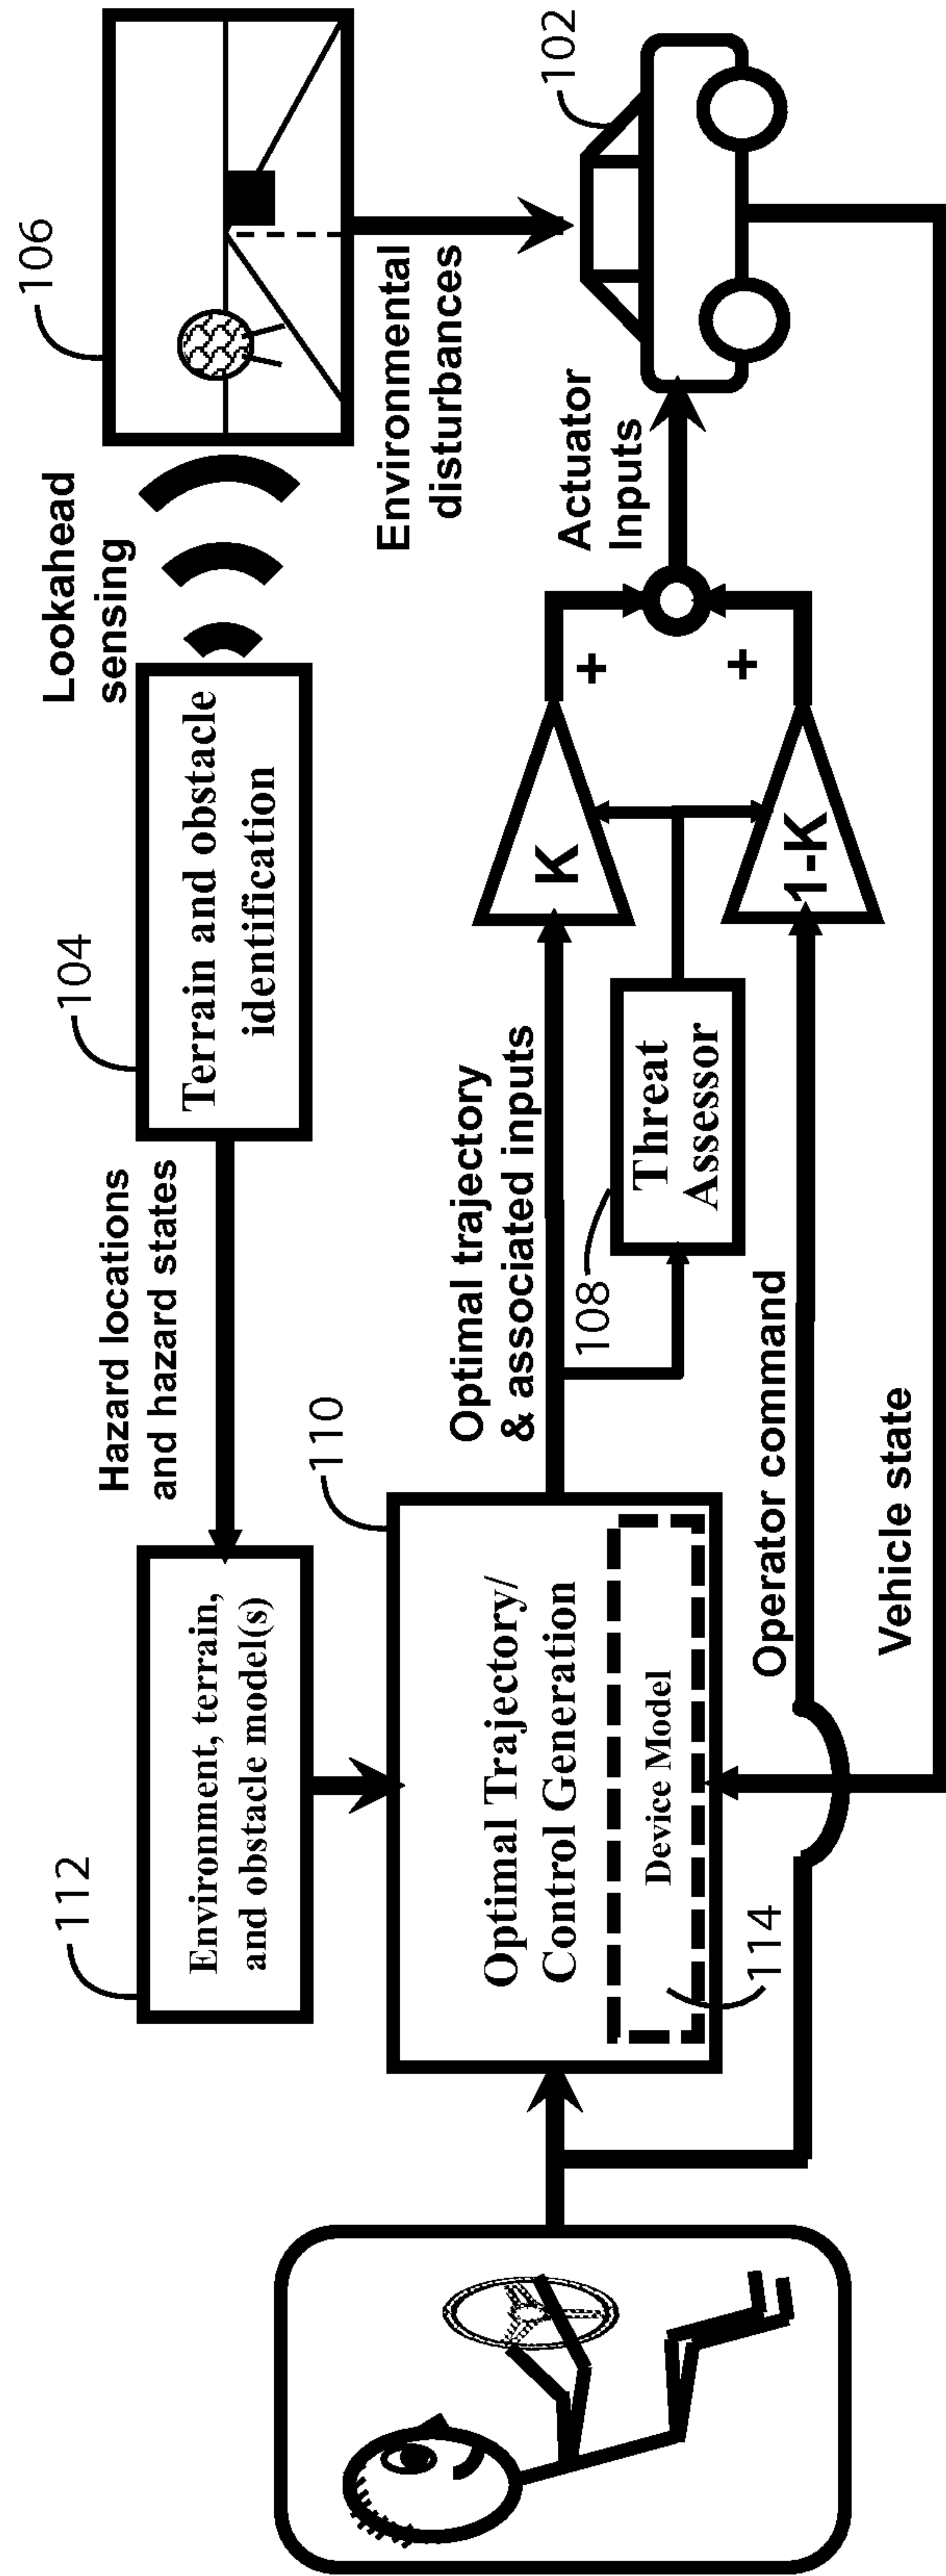 106
Lookahead
sensing
104
Terrain and obstacle
identification
Hazard locations
and hazard states
112
Environment, terrain,
and obstacle model(s)
Environmental
disturbances
102
Actuator
Inputs
+
+
K
1-K
Optimal trajectory
& associated inputs
108
Threat
Assessor
110
Optimal Trajectory/
Control Generation
Device Model
114
Operator command
Vehicle state